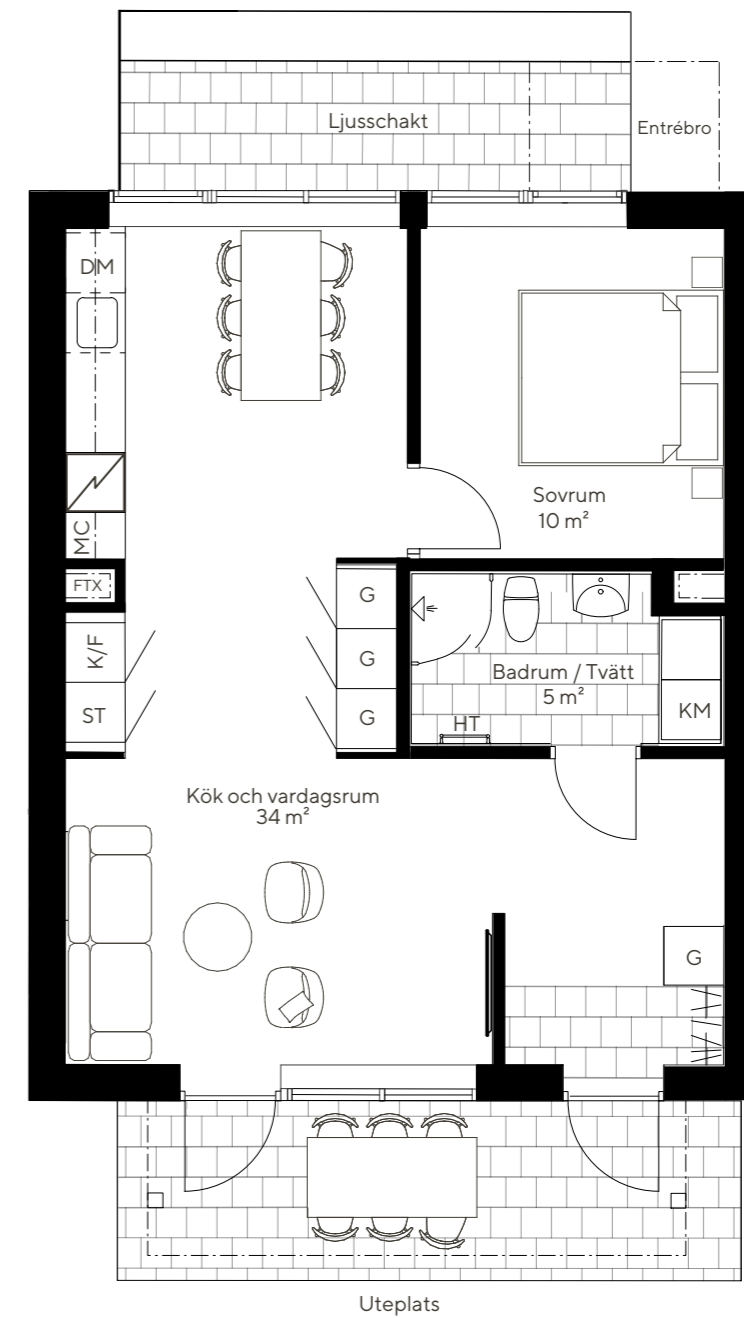 Ljusschakt
Entrébro
DM
Sovrum
10 m²
MC
FTX
G
K/F
G
Badrum / Tvätt
5 m²
ST
G
HT
KM
Kök och vardagsrum
34 m²
G
Uteplats